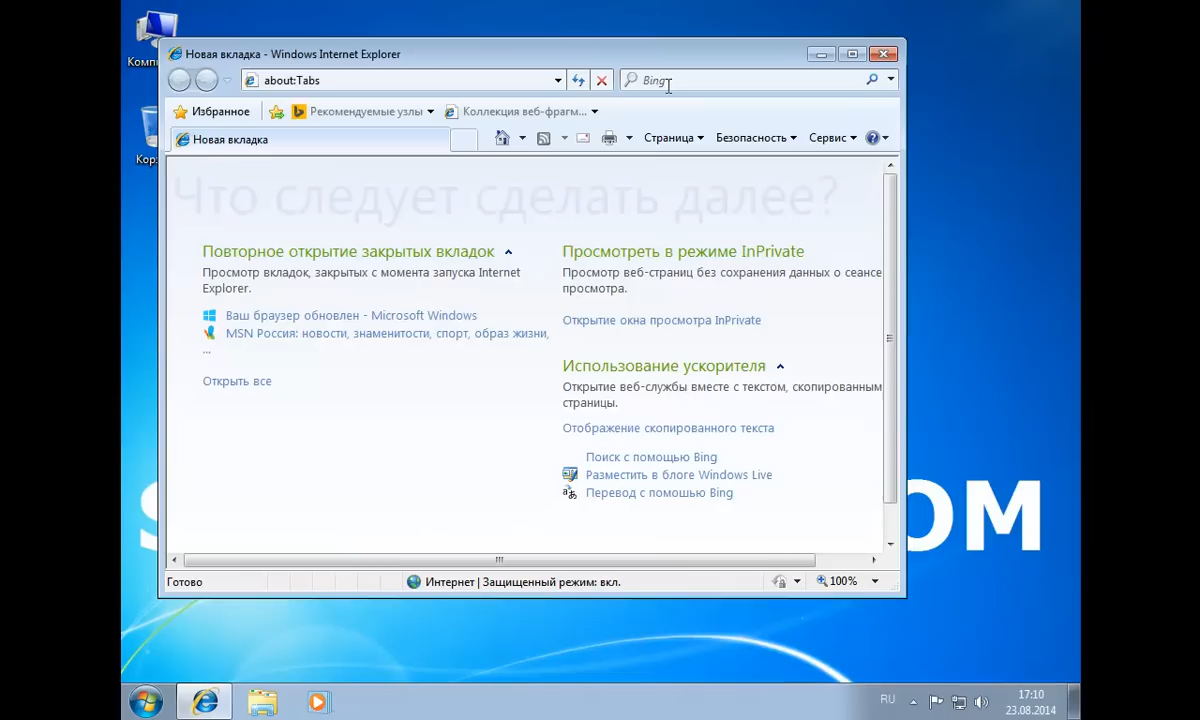 Новая вкладка - Windows Internet Explorer
about:Tabs
Bing
Избранное
Рекомендуемые узлы
Коллекция веб-фрагм...
Новая вкладка
Страница
Безопасность
Сервис
Что следует сделать далее?
Повторное открытие закрытых вкладок
Просмотр вкладок, закрытых с момента запуска Internet
Explorer.
Ваш браузер обновлен - Microsoft Windows
MSN Россия: новости, знаменитости, спорт, образ жизни,
...
Открыть все
Просмотреть в режиме InPrivate
Просмотр веб-страниц без сохранения данных о сеансе
просмотра.
Открытие окна просмотра InPrivate
Использование ускорителя
Открытие веб-службы вместе с текстом, скопированным
страницы.
Отображение скопированного текста
Поиск с помощью Bing
Разместить в блоге Windows Live
Перевод с помощью Bing
Готово
Интернет | Защищенный режим: вкл.
100%
OM
RU
17:10
23.08.2014